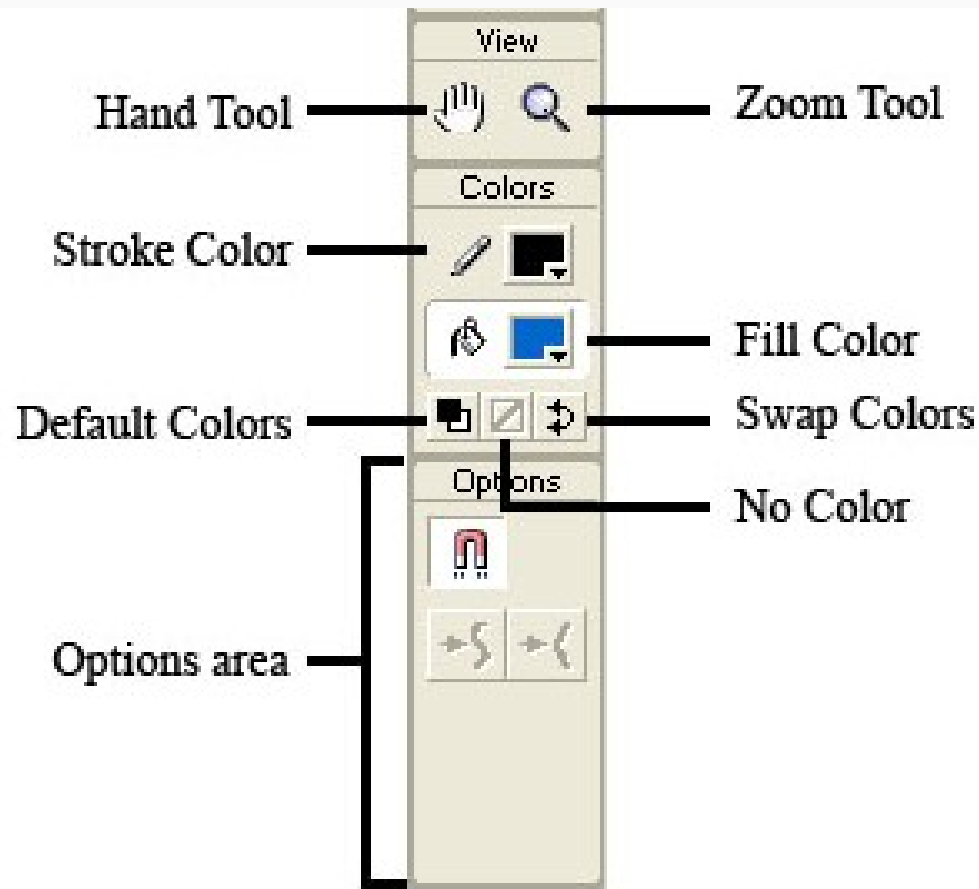 View
Hand Tool
Zoom Tool
Colors
Stroke Color
Fill Color
Default Colors
Swap Colors
Options
No Color
Options area